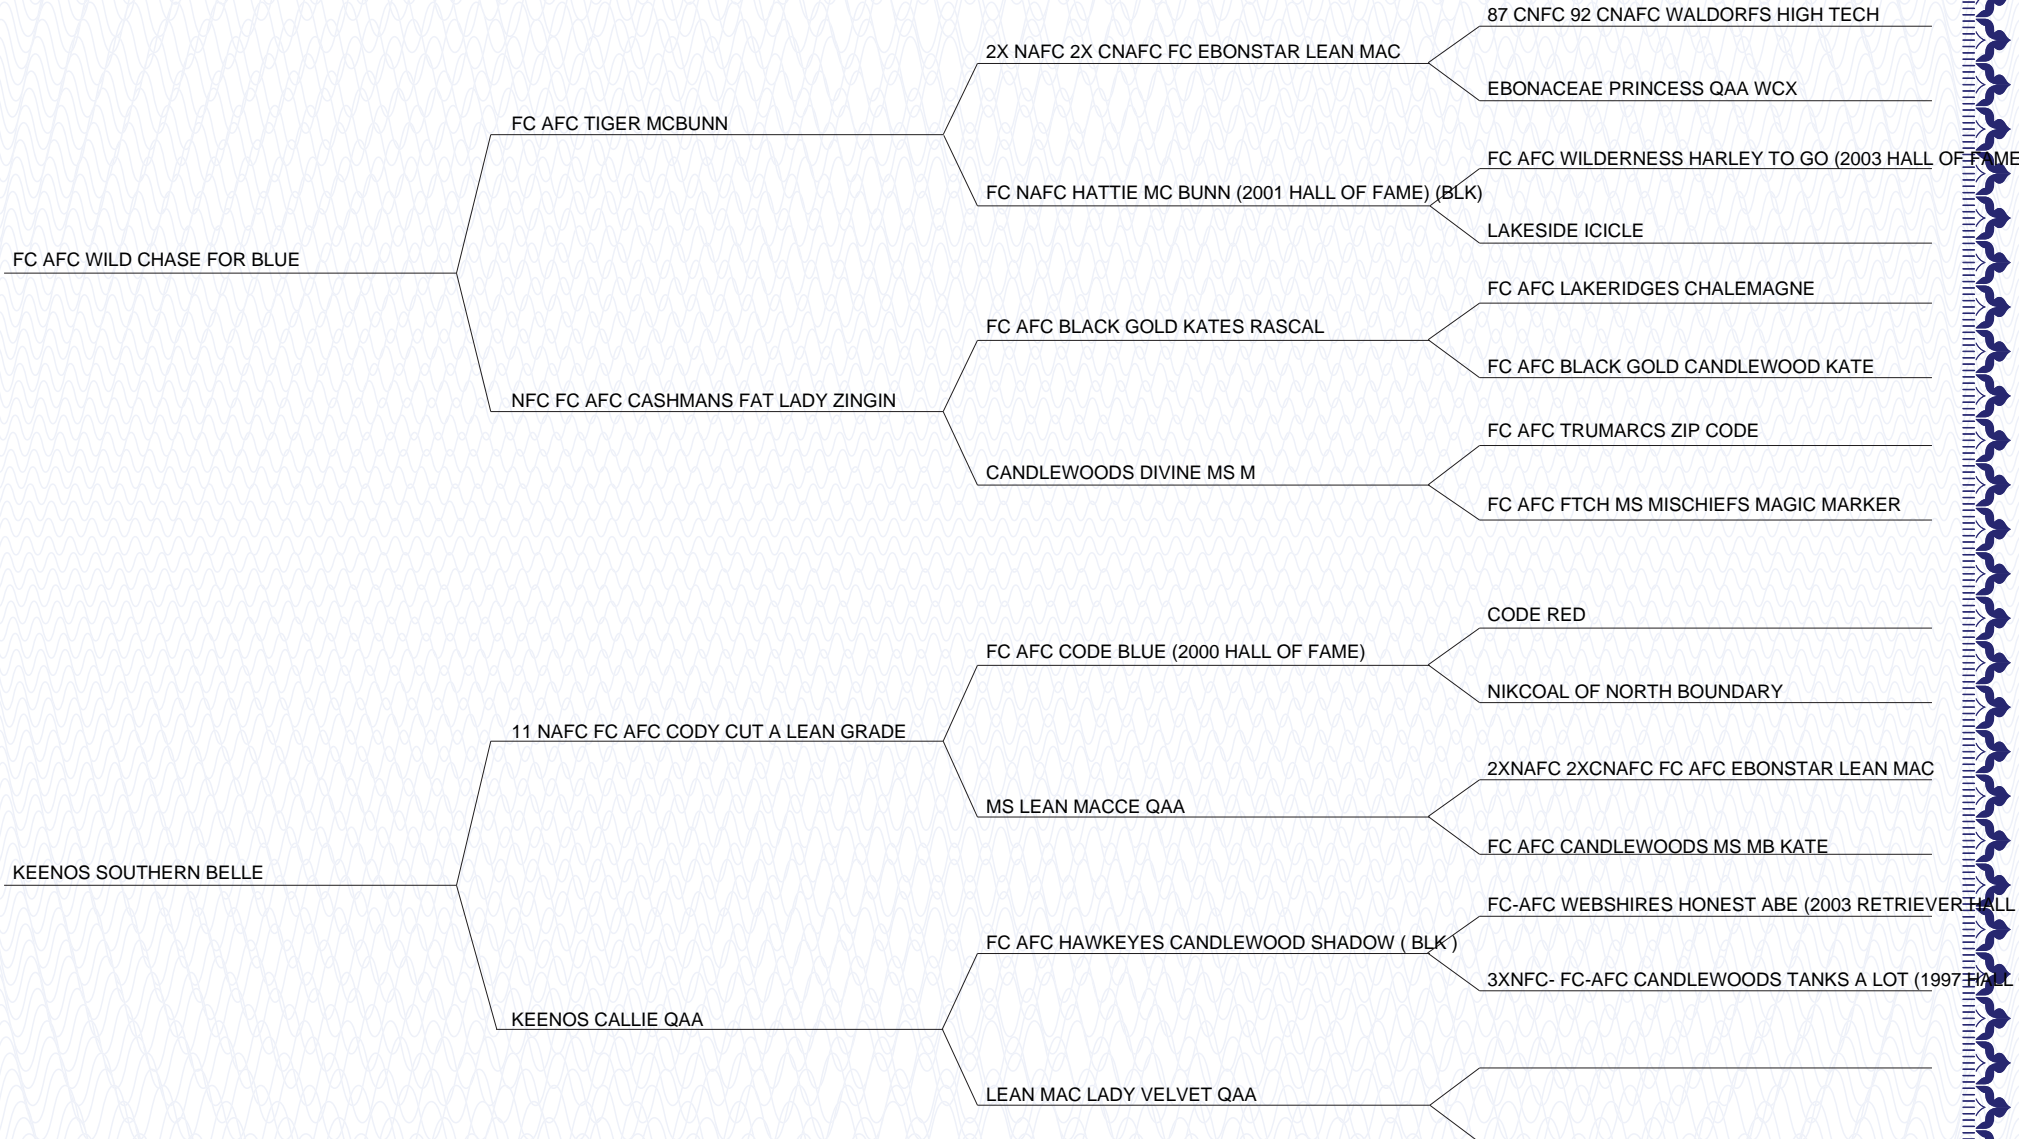 87 CNFC 92 CNAFC WALDORFS HIGH TECH
2X NAFC 2X CNAFC FC EBONSTAR LEAN MAC
EBONACEAE PRINCESS QAA WCX
FC AFC TIGER MCBUNN
FC AFC WILDERNESS HARLEY TO GO (2003 HALL OF FAME
FC NAFC HATTIE MC BUNN (2001 HALL OF FAME) (BLK)
LAKESIDE ICICLE
FC AFC WILD CHASE FOR BLUE
FC AFC LAKERIDGES CHALEMAGNE
FC AFC BLACK GOLD KATES RASCAL
FC AFC BLACK GOLD CANDLEWOOD KATE
NFC FC AFC CASHMANS FAT LADY ZINGIN
FC AFC TRUMARCS ZIP CODE
CANDLEWOODS DIVINE MS M
FC AFC FTCH MS MISCHIEFS MAGIC MARKER
CODE RED
FC AFC CODE BLUE (2000 HALL OF FAME)
NIKCOAL OF NORTH BOUNDARY
11 NAFC FC AFC CODY CUT A LEAN GRADE
2XNAFC 2XCNAFC FC AFC EBONSTAR LEAN MAC
MS LEAN MACCE QAA
FC AFC CANDLEWOODS MS MB KATE
KEENOS SOUTHERN BELLE
FC-AFC WEBSHIRES HONEST ABE (2003 RETRIEVER HALL
FC AFC HAWKEYES CANDLEWOOD SHADOW ( BLK )
3XNFC- FC-AFC CANDLEWOODS TANKS A LOT (1997 HALL
KEENOS CALLIE QAA
LEAN MAC LADY VELVET QAA